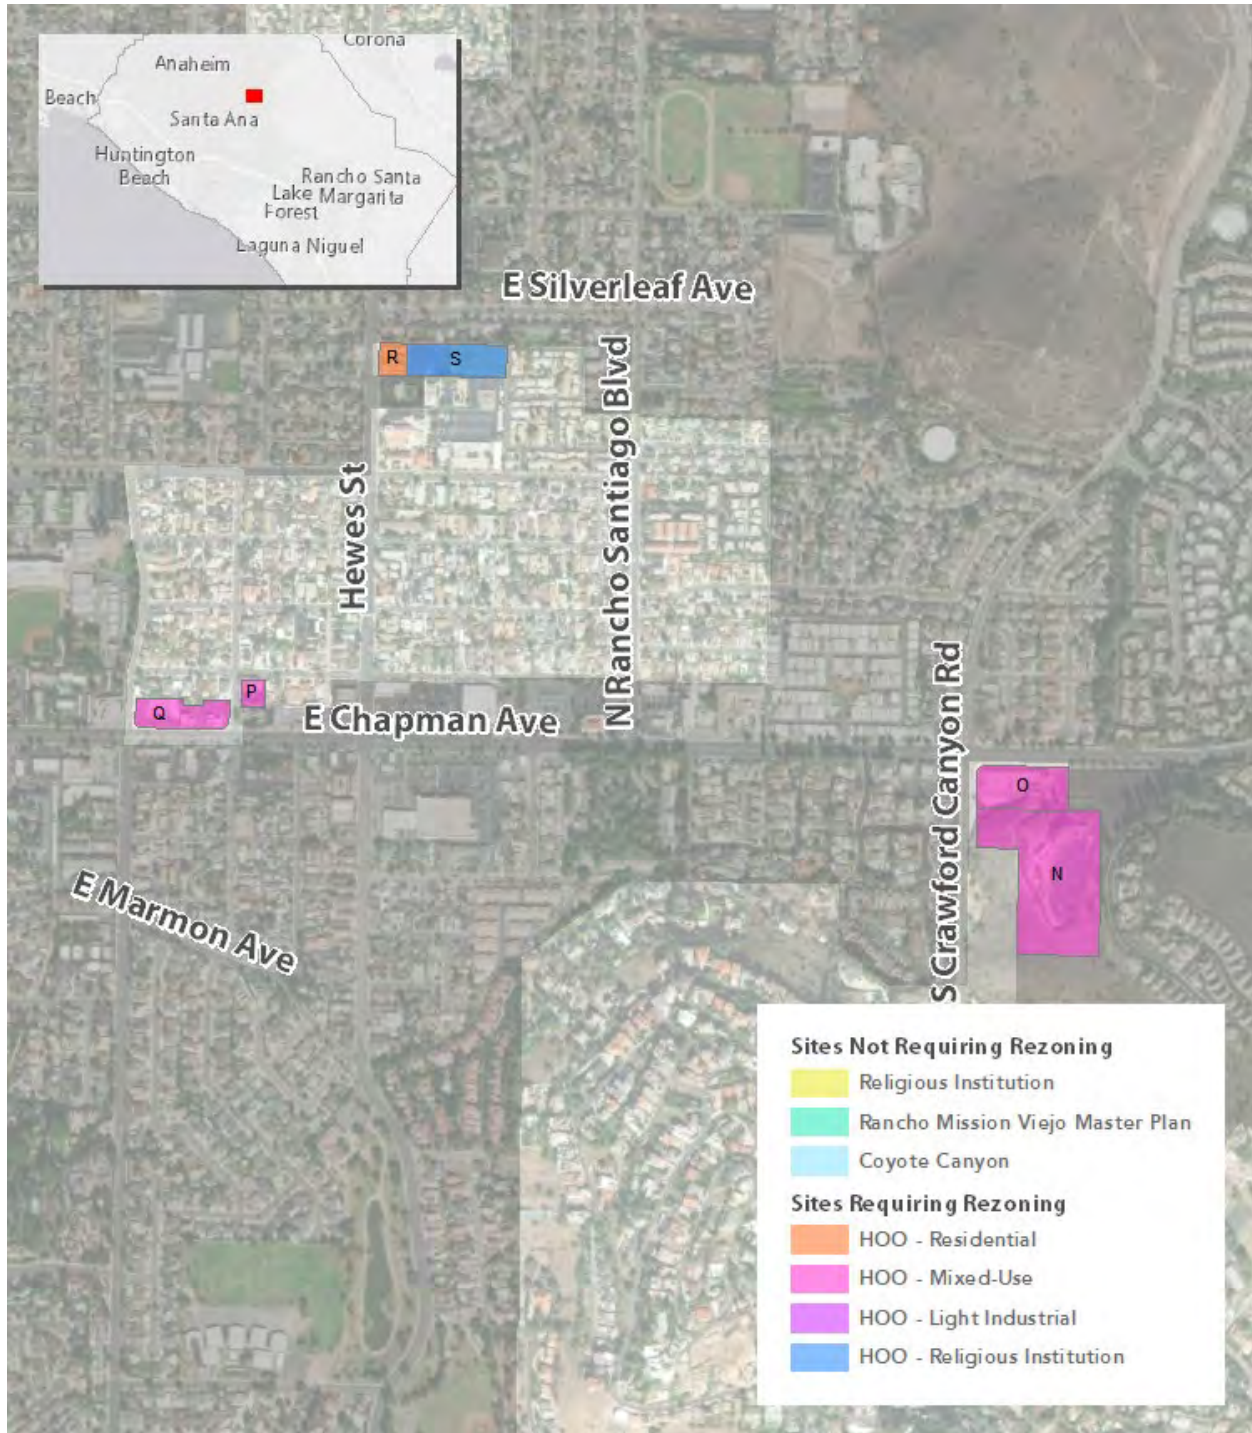 Corona
Anaheim
Beach
Santa Ana
Huntington
Beach
Rancho Santa
Lake Margarita
Forest
Laguna Niguel
E Silverleaf Ave
R
S
N Rancho Santiago Blvd
Hewes St
P
Q
E Chapman Ave
S Crawford Canyon Rd
O
N
E Marmon Ave
Sites Not Requiring Rezoning
Religious Institution
Rancho Mission Viejo Master Plan
Coyote Canyon
Sites Requiring Rezoning
HOO - Residential
HOO - Mixed-Use
HOO - Light Industrial
HOO - Religious Institution